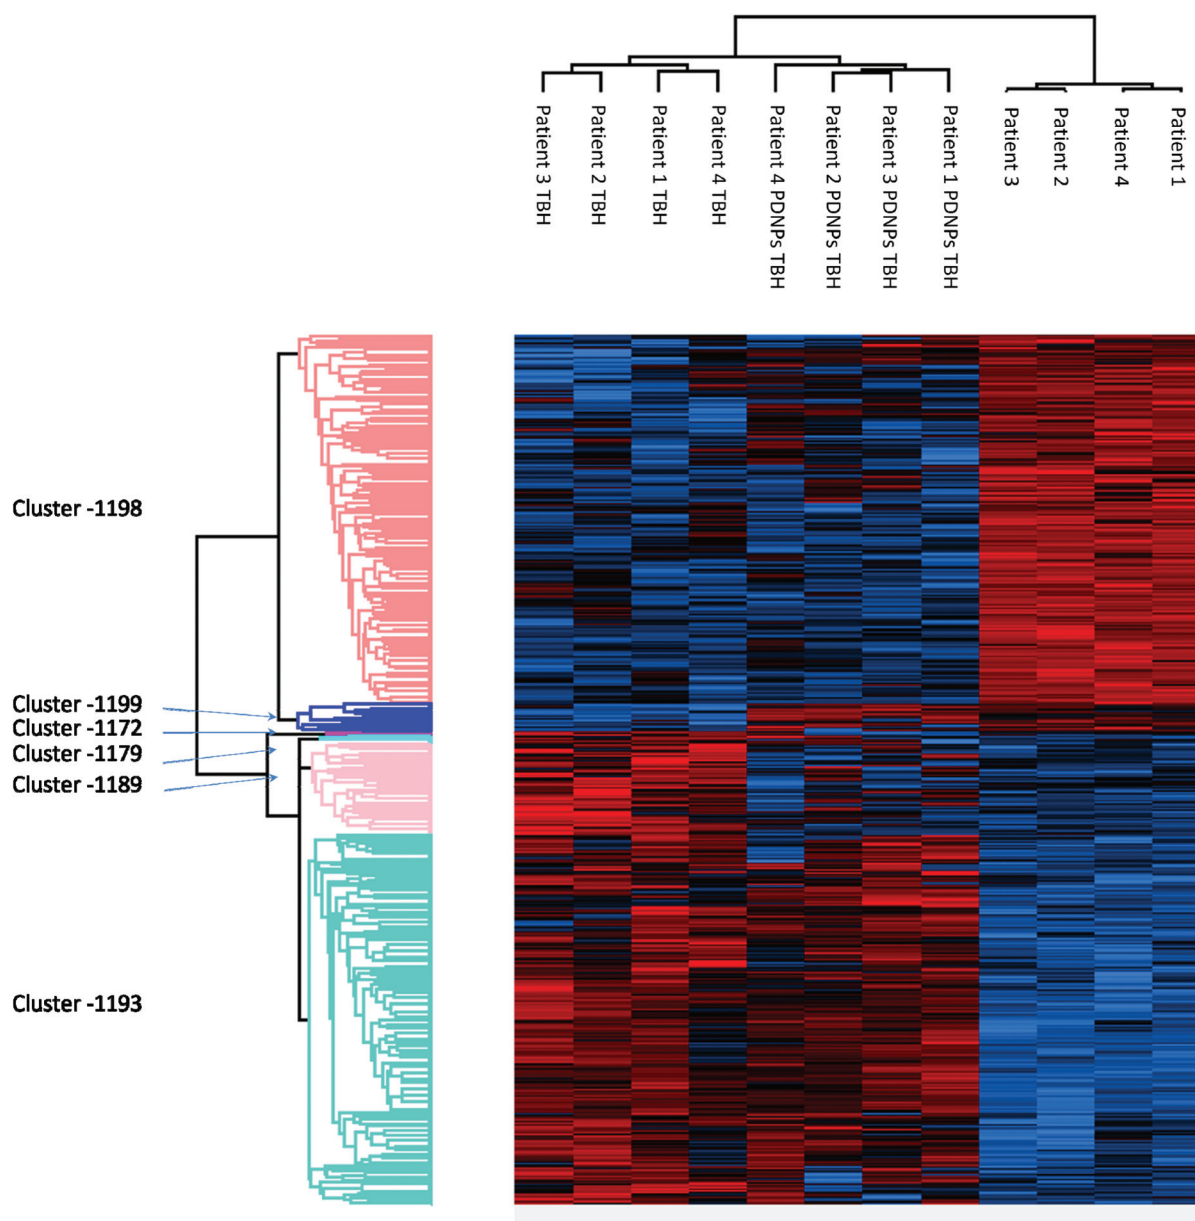 Patient 3 TBH
Patient 2 TBH
Patient 1 TBH
Patient 4 TBH
Patient 4 PDNPs TBH
Patient 2 PDNPs TBH
Patient 3 PDNPs TBH
Patient 1 PDNPs TBH
Patient 3
Patient 2
Patient 4
Patient 1
Cluster -1198
Cluster -1199
Cluster -1172
Cluster -1179
Cluster -1189
Cluster -1193